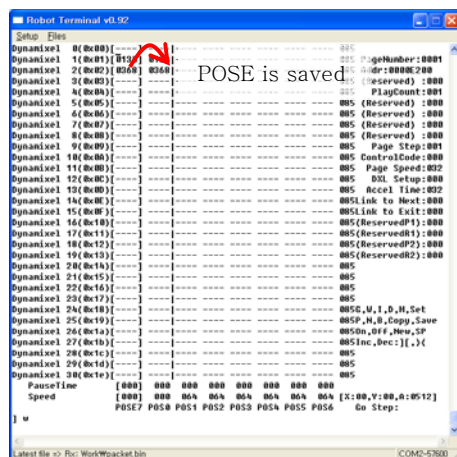 Robot Terminal v0.92
Setup Files
Dynamixel 0(0x00)[----] ----|- ---- ---- ---- ---- ---- 085
Dynamixel 1(0x01)[0138] |- PageNumber:0001
Dynamixel 2(0x02)[0368] 0368|- POSE is saved :0000E200
Dynamixel 3(0x03)[----] ----|- (Reserved) :000
Dynamixel 4(0x04)[----] ----|- PlayCount:001
Dynamixel 5(0x05)[----] ----|---- ---- ---- ---- ---- ---- 085 (Reserved) :000
Dynamixel 6(0x06)[----] ----|---- ---- ---- ---- ---- ---- 085 (Reserved) :000
Dynamixel 7(0x07)[----] ----|---- ---- ---- ---- ---- ---- 085 (Reserved) :000
Dynamixel 8(0x08)[----] ----|---- ---- ---- ---- ---- ---- 085 (Reserved) :000
Dynamixel 9(0x09)[----] ----|---- ---- ---- ---- ---- ---- 085 Page Step:001
Dynamixel 10(0x0A)[----] ----|---- ---- ---- ---- ---- ---- 085 ControlCode:000
Dynamixel 11(0x0B)[----] ----|---- ---- ---- ---- ---- ---- 085 Page Speed:032
Dynamixel 12(0x0C)[----] ----|---- ---- ---- ---- ---- ---- 085 DXL Setup:000
Dynamixel 13(0x0D)[----] ----|---- ---- ---- ---- ---- ---- 085 Accel Time:032
Dynamixel 14(0x0E)[----] ----|---- ---- ---- ---- ---- ---- 085Link to Next:000
Dynamixel 15(0x0F)[----] ----|---- ---- ---- ---- ---- ---- 085Link to Exit:000
Dynamixel 16(0x10)[----] ----|---- ---- ---- ---- ---- ---- 085(ReservedP1):000
Dynamixel 17(0x11)[----] ----|---- ---- ---- ---- ---- ---- 085(ReservedR1):000
Dynamixel 18(0x12)[----] ----|---- ---- ---- ---- ---- ---- 085(ReservedP2):000
Dynamixel 19(0x13)[----] ----|---- ---- ---- ---- ---- ---- 085(ReservedR2):000
Dynamixel 20(0x14)[----] ----|---- ---- ---- ---- ---- ---- 085
Dynamixel 21(0x15)[----] ----|---- ---- ---- ---- ---- ---- 085
Dynamixel 22(0x16)[----] ----|---- ---- ---- ---- ---- ---- 085
Dynamixel 23(0x17)[----] ----|---- ---- ---- ---- ---- ---- 085
Dynamixel 24(0x18)[----] ----|---- ---- ---- ---- ---- ---- 085G,W,I,D,M,Set
Dynamixel 25(0x19)[----] ----|---- ---- ---- ---- ---- ---- 085P,N,B,Copy,Save
Dynamixel 26(0x1a)[----] ----|---- ---- ---- ---- ---- ---- 085On,Off,New,SP
Dynamixel 27(0x1b)[----] ----|---- ---- ---- ---- ---- ---- 085Inc,Dec:][,.)(
Dynamixel 28(0x1c)[----] ----|---- ---- ---- ---- ---- ---- 085
Dynamixel 29(0x1d)[----] ----|---- ---- ---- ---- ---- ---- 085
Dynamixel 30(0x1e)[----] ----|---- ---- ---- ---- ---- ---- 085
PauseTime [000] 000 000 000 000 000 000 000
Speed [000] 000 064 064 064 064 064 064 [X:00,Y:00,A:0512]
POSE7 POS0 POS1 POS2 POS3 POS4 POS5 POS6 Go Step:
] w
Latest file => Rx: Work₩packet.bin COM2-57600